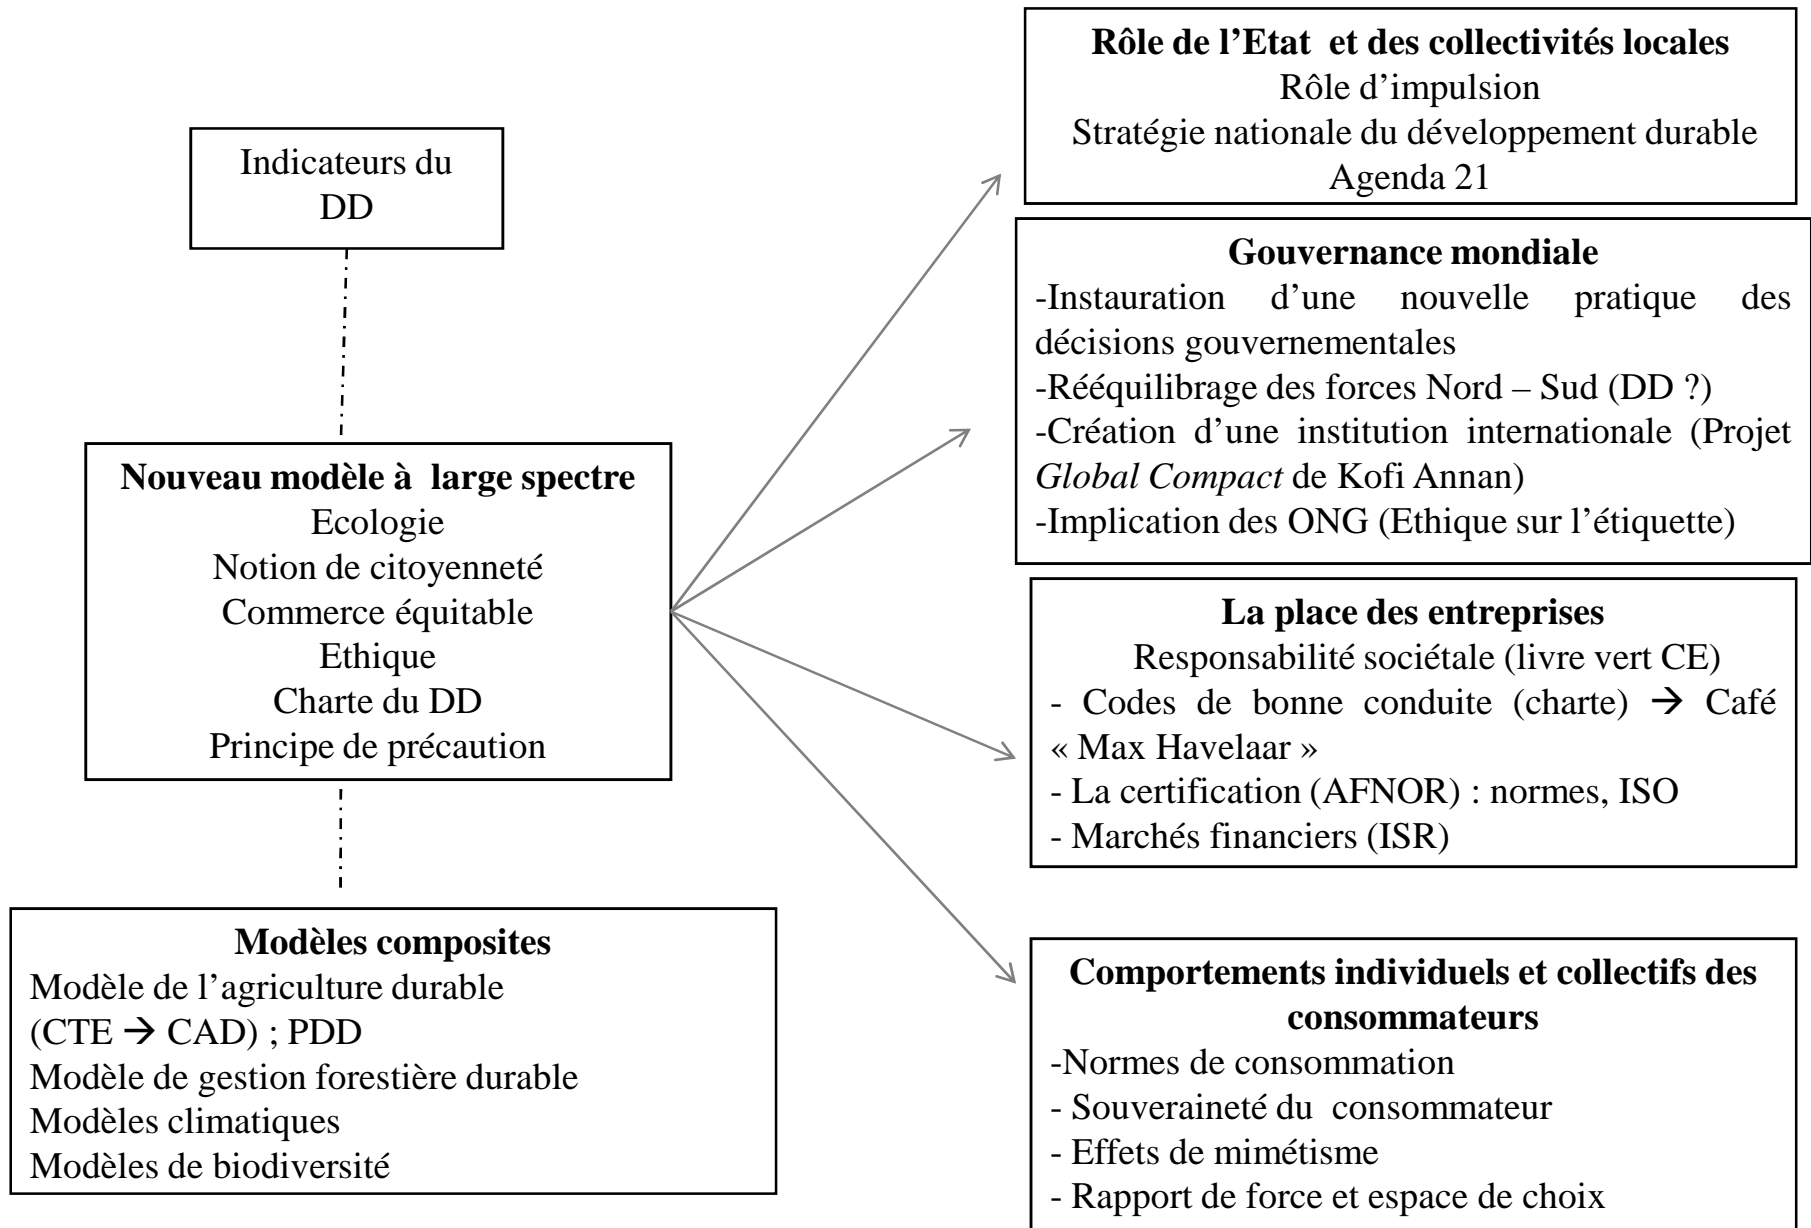 Indicateurs du
DD
Nouveau modèle à large spectre
Ecologie
Notion de citoyenneté
Commerce équitable
Ethique
Charte du DD
Principe de précaution
Modèles composites
Modèle de l’agriculture durable
(CTE → CAD) ; PDD
Modèle de gestion forestière durable
Modèles climatiques
Modèles de biodiversité
Rôle de l’Etat et des collectivités locales
Rôle d’impulsion
Stratégie nationale du développement durable
Agenda 21
Gouvernance mondiale
-Instauration d’une nouvelle pratique des
décisions gouvernementales
-Rééquilibrage des forces Nord – Sud (DD ?)
-Création d’une institution internationale (Projet
Global Compact de Kofi Annan)
-Implication des ONG (Ethique sur l’étiquette)
La place des entreprises
Responsabilité sociétale (livre vert CE)
- Codes de bonne conduite (charte) → Café
« Max Havelaar »
- La certification (AFNOR) : normes, ISO
- Marchés financiers (ISR)
Comportements individuels et collectifs des
consommateurs
-Normes de consommation
- Souveraineté du consommateur
- Effets de mimétisme
- Rapport de force et espace de choix